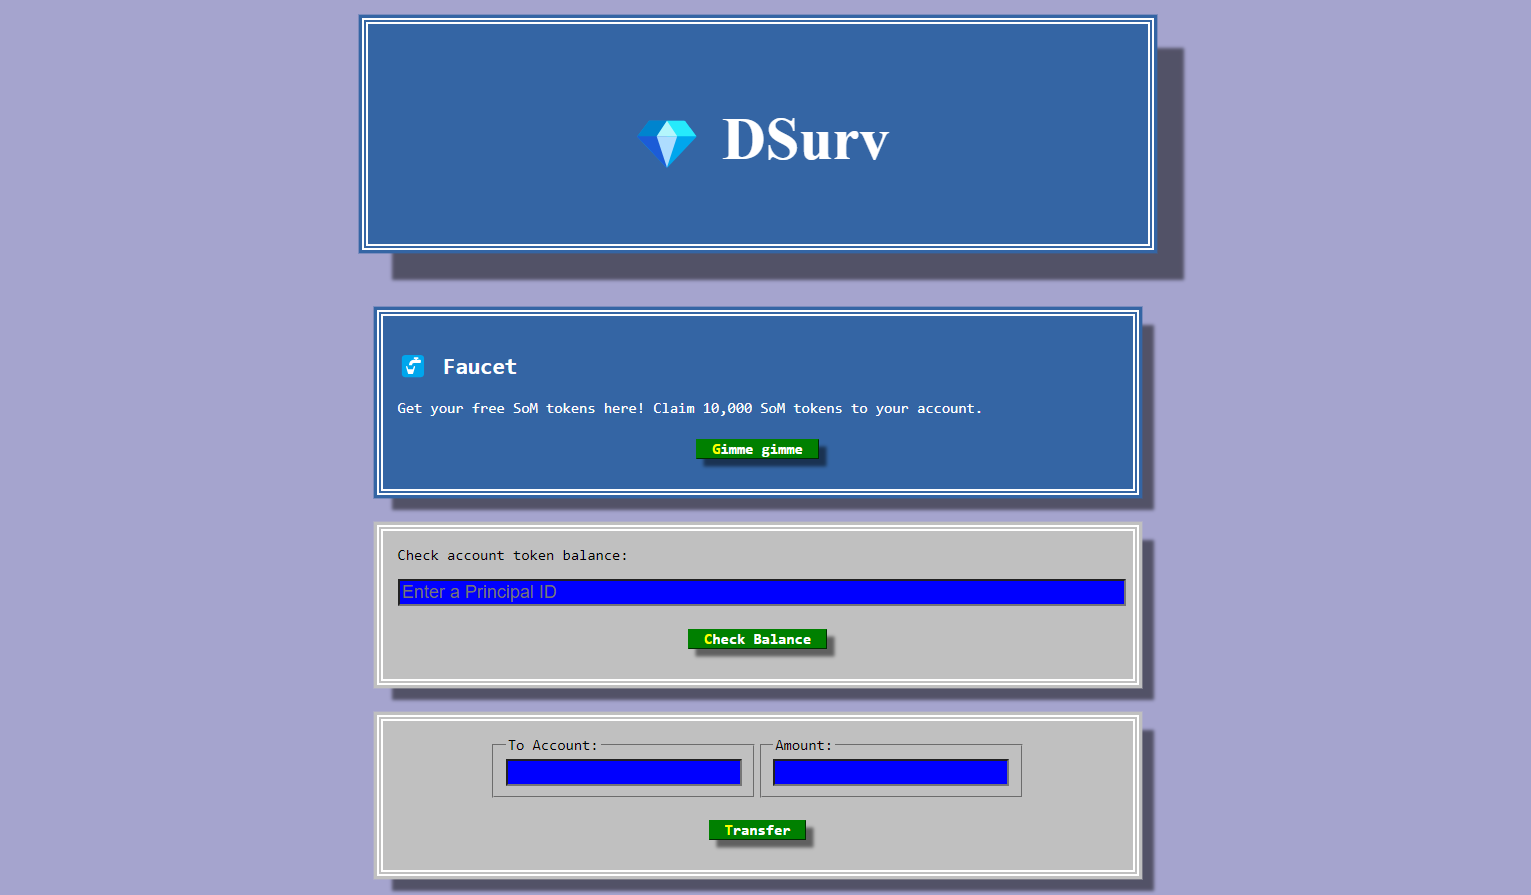 DSurv
Faucet
Get your free SoM tokens here! Claim 10,000 SoM tokens to your account.
Gimme gimme
Check account token balance:
Enter a Principal ID
Check Balance
To Account: Amount:
Transfer